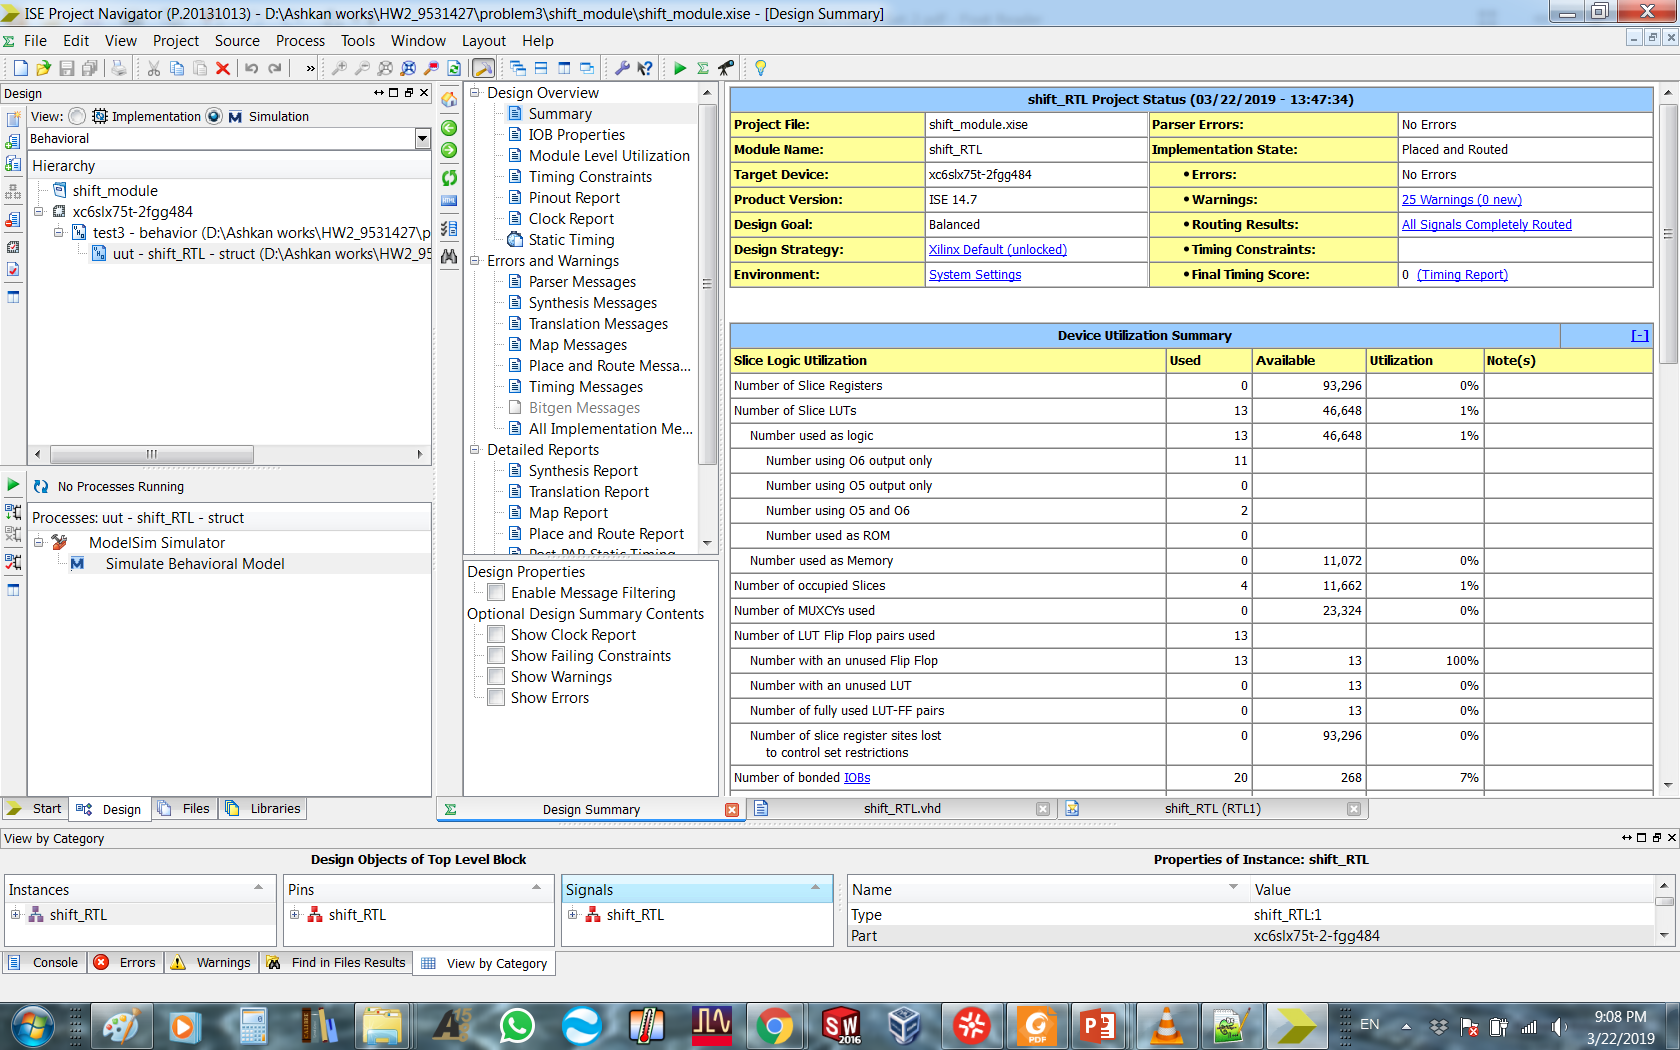 ISE Project Navigator (P.20131013) - D:\Ashkan works\HW2_9531427\problem3\shift_module\shift_module.xise - [Design Summary]
File Edit View Project Source Process Tools Window Layout Help
Design
View: Implementation Simulation
Behavioral
Hierarchy
shift_module
xc6slx75t-2fgg484
test3 - behavior (D:\Ashkan works\HW2_9531427\p
uut - shift_RTL - struct (D:\Ashkan works\HW2_95
No Processes Running
Processes: uut - shift_RTL - struct
ModelSim Simulator
Simulate Behavioral Model
Start Design Files Libraries
Design Overview
Summary
IOB Properties
Module Level Utilization
Timing Constraints
Pinout Report
Clock Report
Static Timing
Errors and Warnings
Parser Messages
Synthesis Messages
Translation Messages
Map Messages
Place and Route Messa...
Timing Messages
Bitgen Messages
All Implementation Me...
Detailed Reports
Synthesis Report
Translation Report
Map Report
Place and Route Report
Post-PAR Static Timing
Design Properties
Enable Message Filtering
Optional Design Summary Contents
Show Clock Report
Show Failing Constraints
Show Warnings
Show Errors
shift_RTL Project Status (03/22/2019 - 13:47:34)
Project File: shift_module.xise Parser Errors: No Errors
Module Name: shift_RTL Implementation State: Placed and Routed
Target Device: xc6slx75t-2fgg484 •Errors: No Errors
Product Version: ISE 14.7 •Warnings: 25 Warnings (0 new)
Design Goal: Balanced •Routing Results: All Signals Completely Routed
Design Strategy: Xilinx Default (unlocked) •Timing Constraints:
Environment: System Settings •Final Timing Score: 0 (Timing Report)
Device Utilization Summary [-]
Slice Logic Utilization Used Available Utilization Note(s)
Number of Slice Registers 0 93,296 0%
Number of Slice LUTs 13 46,648 1%
Number used as logic 13 46,648 1%
Number using O6 output only 11
Number using O5 output only 0
Number using O5 and O6 2
Number used as ROM 0
Number used as Memory 0 11,072 0%
Number of occupied Slices 4 11,662 1%
Number of MUXCYs used 0 23,324 0%
Number of LUT Flip Flop pairs used 13
Number with an unused Flip Flop 13 13 100%
Number with an unused LUT 0 13 0%
Number of fully used LUT-FF pairs 0 13 0%
Number of slice register sites lost
to control set restrictions 0 93,296 0%
Number of bonded IOBs 20 268 7%
Design Summary shift_RTL.vhd shift_RTL (RTL1)
View by Category
Design Objects of Top Level Block Properties of Instance: shift_RTL
Instances Pins Signals Name Value
shift_RTL shift_RTL shift_RTL Type shift_RTL:1
Part xc6slx75t-2-fgg484
Console Errors Warnings Find in Files Results View by Category
EN 9:08 PM
3/22/2019